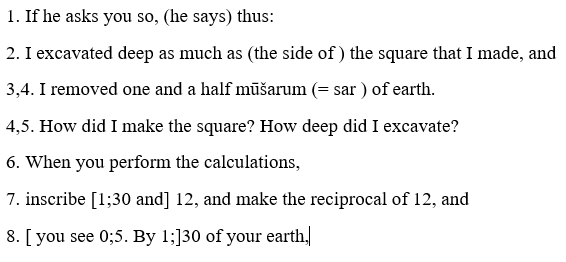 1. If he asks you so, (he says) thus:
2. I excavated deep as much as (the side of ) the square that I made, and
3,4. I removed one and a half mūšarum (= sar ) of earth.
4,5. How did I make the square? How deep did I excavate?
6. When you perform the calculations,
7. inscribe [1;30 and] 12, and make the reciprocal of 12, and
8. [ you see 0;5. By 1;]30 of your earth,